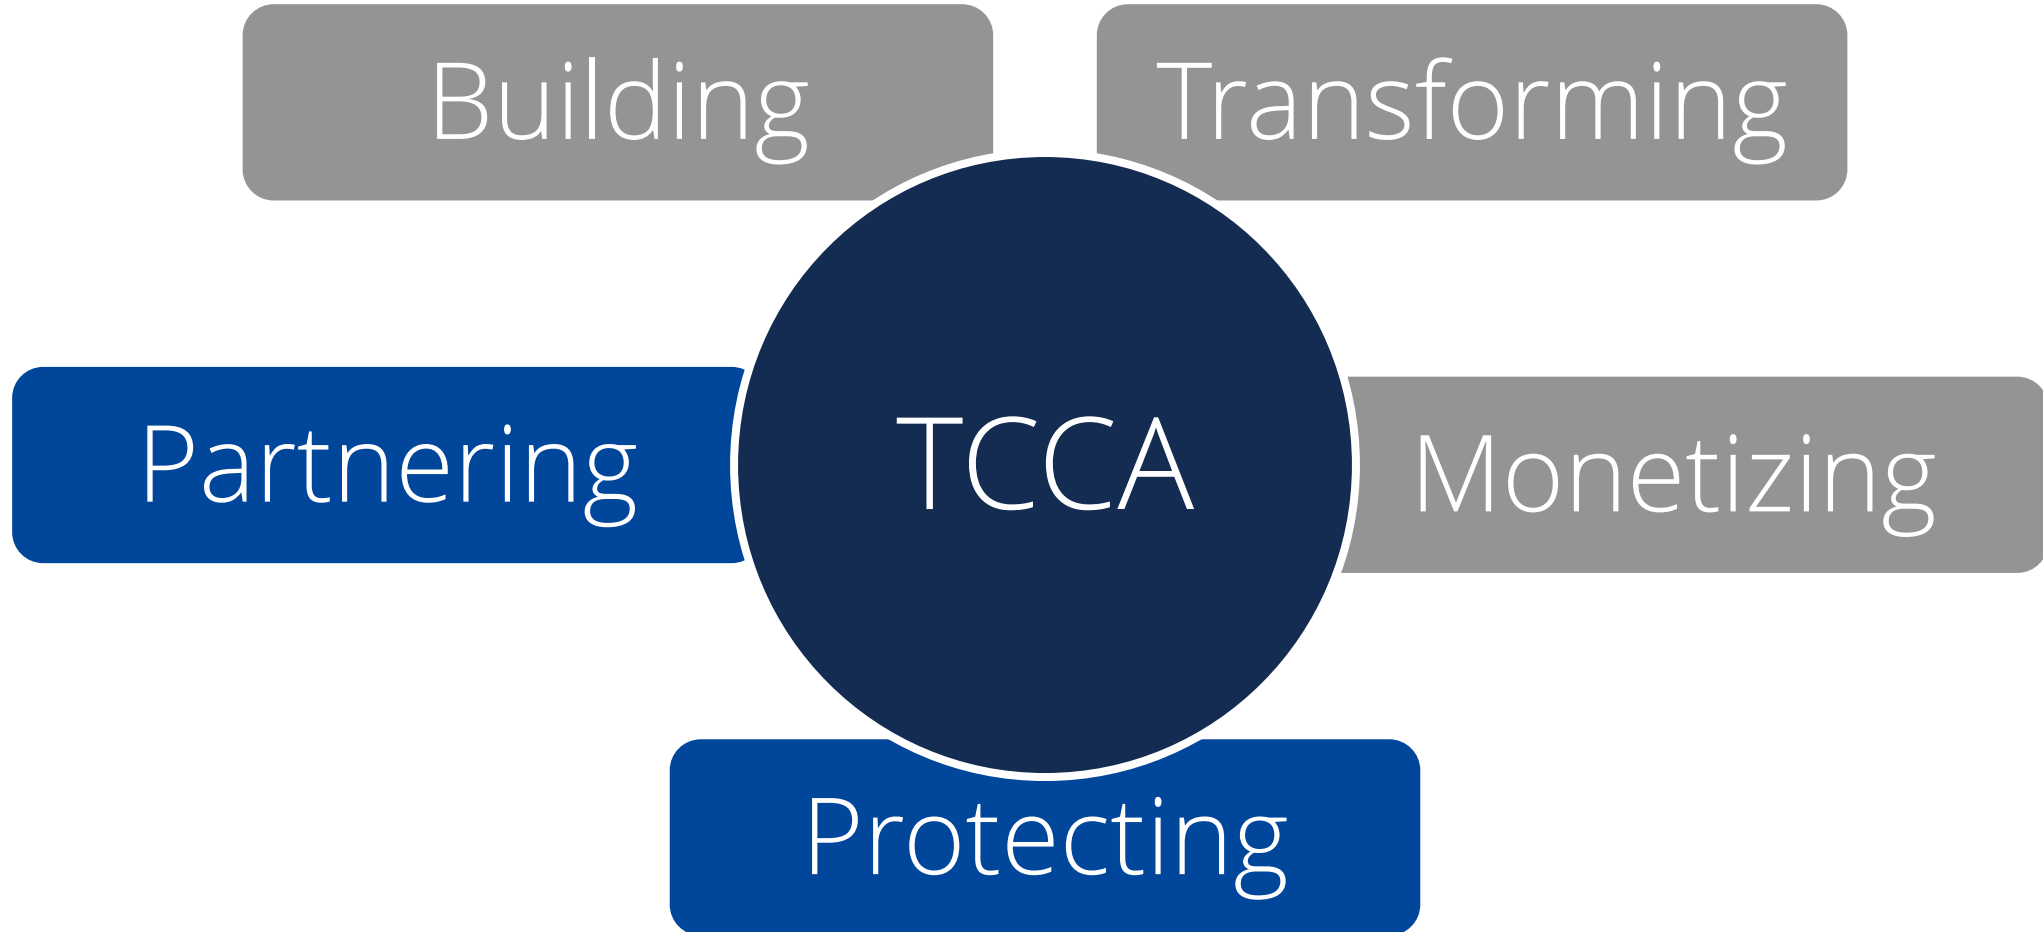 Building
Transforming
Partnering
TCCA
Monetizing
Protecting